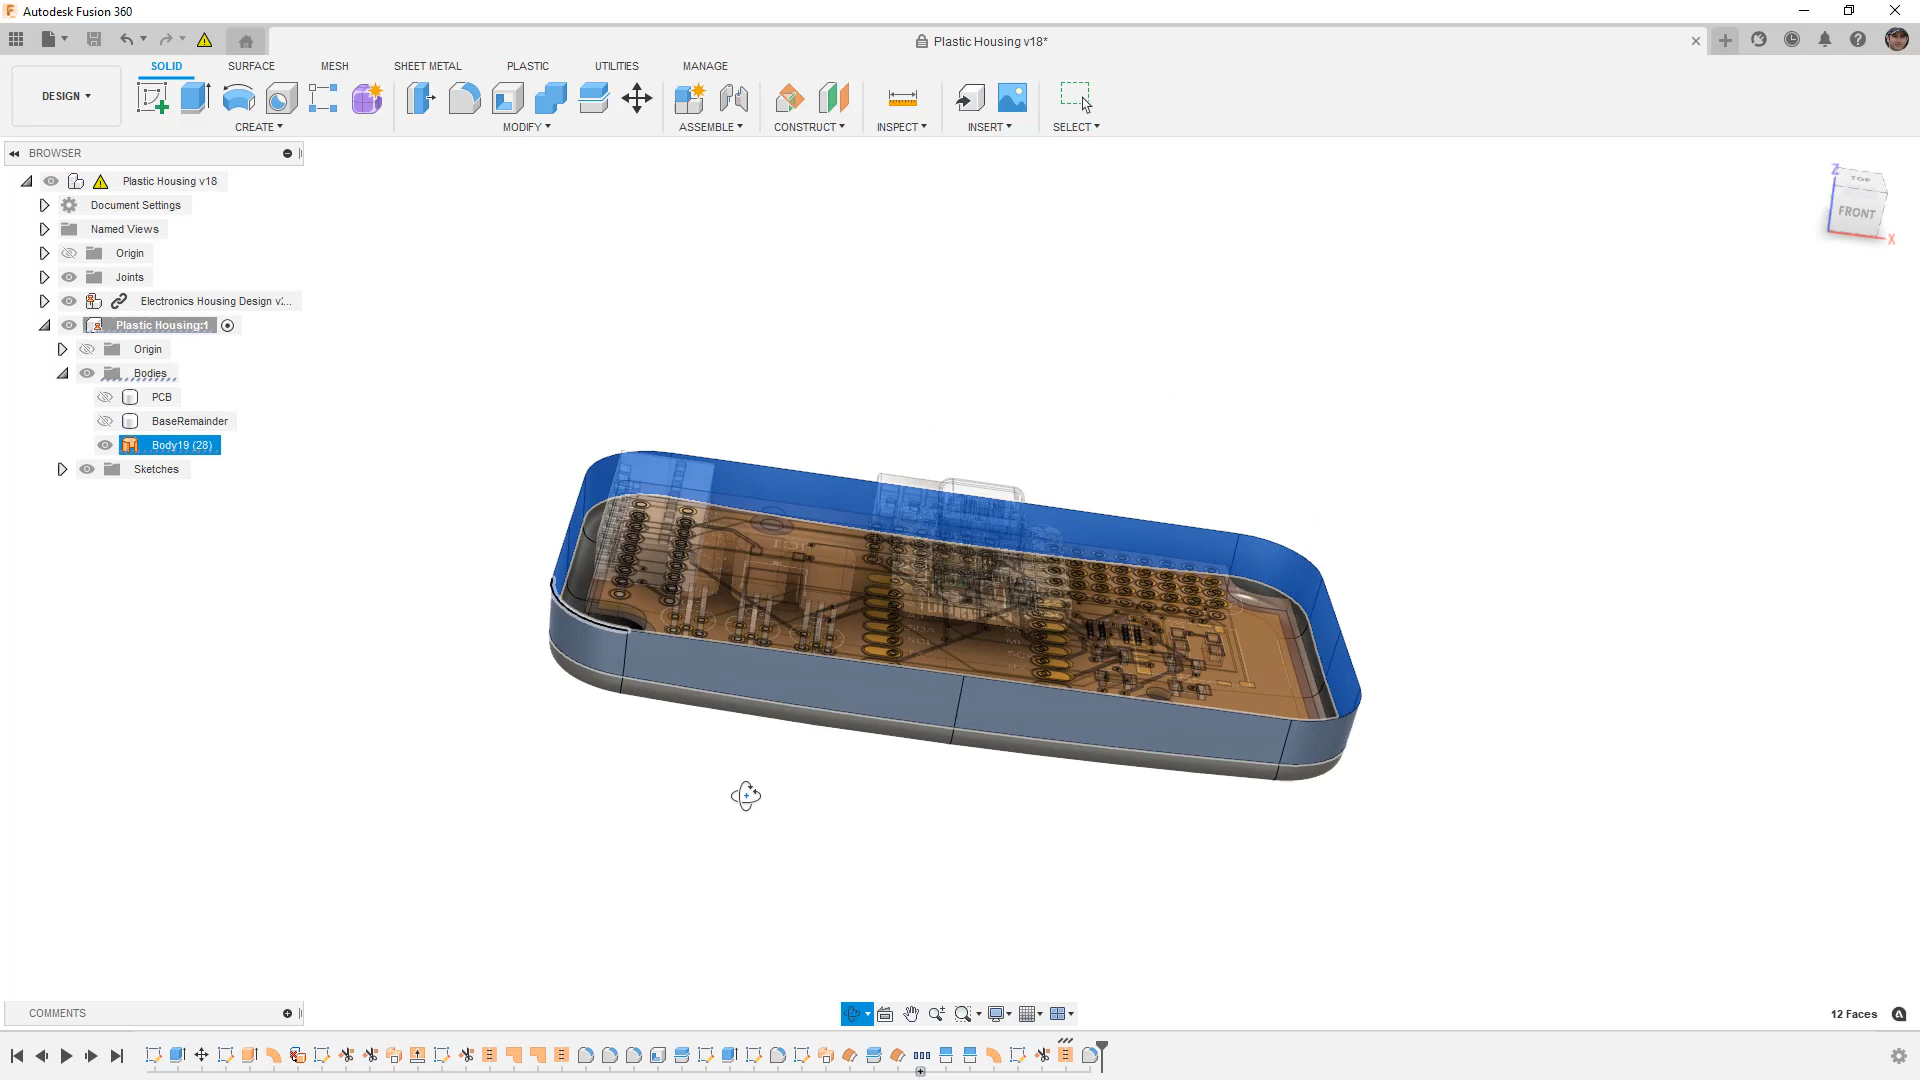 Autodesk Fusion 360
Plastic Housing v18*
DESIGN
SOLID
SURFACE
MESH
SHEET METAL
PLASTIC
UTILITIES
MANAGE
CREATE
MODIFY
ASSEMBLE
CONSTRUCT
INSPECT
INSERT
SELECT
BROWSER
Plastic Housing v18
Document Settings
Named Views
Origin
Joints
Electronics Housing Design v...
Plastic Housing:1
Origin
Bodies
PCB
BaseRemainder
Body19 (28)
Sketches
Z
TOP
FRONT
X
COMMENTS
12 Faces